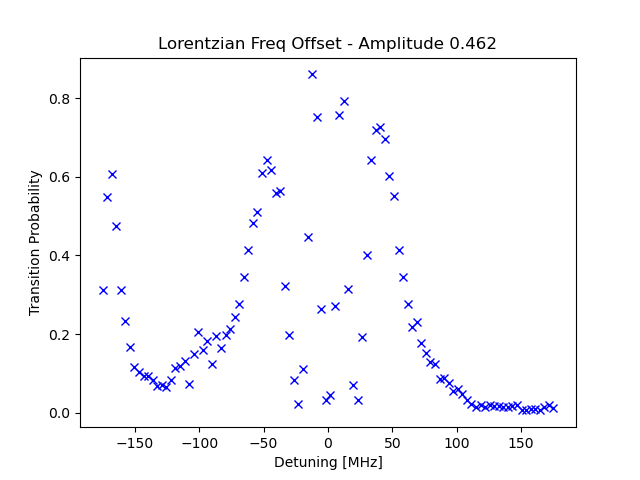 Lorentzian Freq Offset - Amplitude 0.462
Transition Probability
0.8
0.6
0.4
0.2
0.0
−150 −100 −50 0 50 100 150
Detuning [MHz]